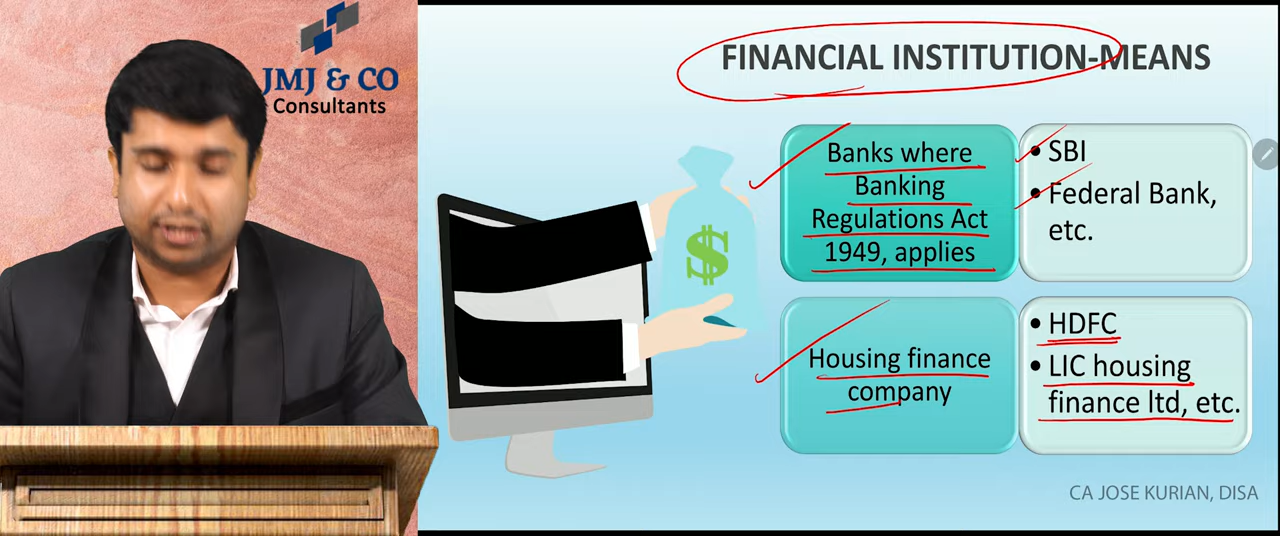 JMJ & CO
Consultants
FINANCIAL INSTITUTION-MEANS
Banks where
Banking
Regulations Act
1949, applies
• SBI
• Federal Bank,
etc.
$
Housing finance
company
• HDFC
• LIC housing
finance ltd, etc.
CA JOSE KURIAN, DISA